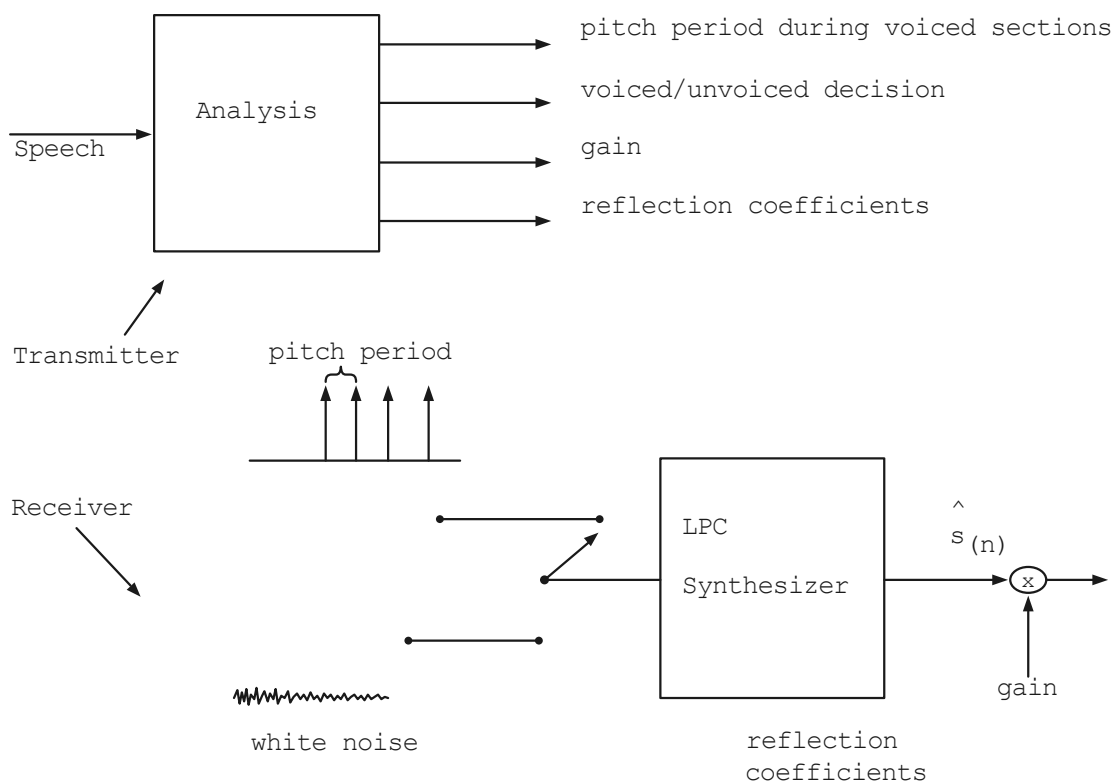 pitch period during voiced sections
voiced/unvoiced decision
Analysis
gain
Speech
reflection coefficients
Transmitter
pitch period
Receiver
LPC
Synthesizer
^
s(n)
x
gain
white noise
reflection
coefficients